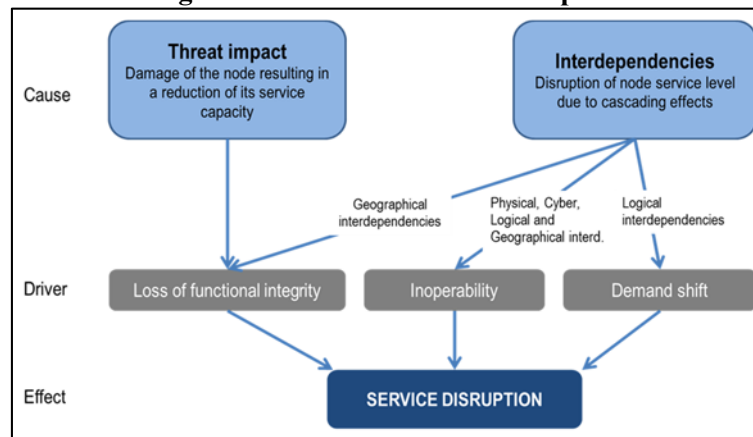 Threat impact
Damage of the node resulting in
a reduction of its service
capacity
Interdependencies
Disruption of node service level
due to cascading effects
Cause
Geographical
interdependencies
Physical, Cyber,
Logical and
Geographical interd.
Logical
interdependencies
Driver
Loss of functional integrity
Inoperability
Demand shift
Effect
SERVICE DISRUPTION